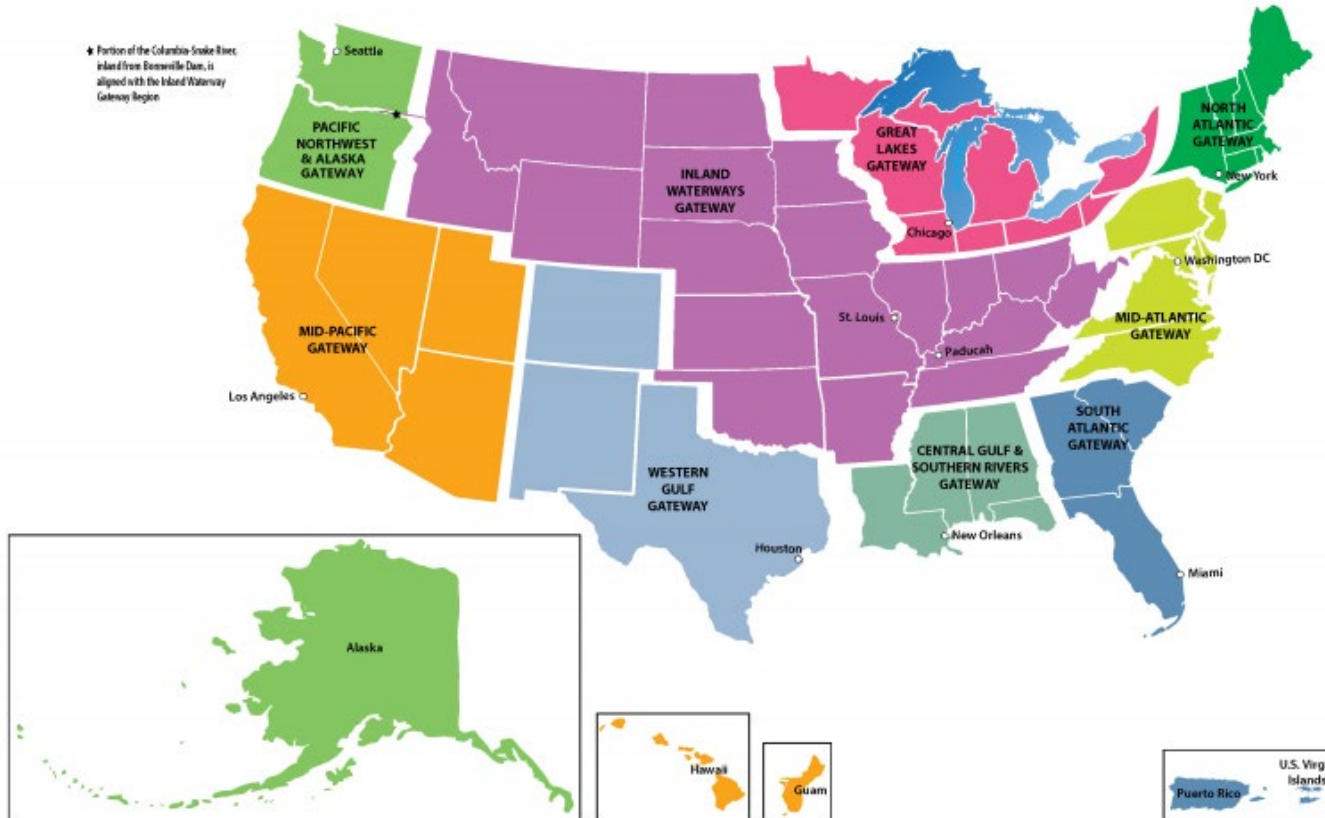 ★ Portion of the Columbia-Snake River,
inland from Bonneville Dam, is
aligned with the Inland Waterway
Gateway Region
Seattle
PACIFIC
NORTHWEST
& ALASKA
GATEWAY
INLAND
WATERWAYS
GATEWAY
GREAT
LAKES
GATEWAY
NORTH
ATLANTIC
GATEWAY
New York
Chicago
Washington DC
MID-PACIFIC
GATEWAY
St. Louis
MID-ATLANTIC
GATEWAY
Paducah
Los Angeles
SOUTH
ATLANTIC
GATEWAY
CENTRAL GULF &
SOUTHERN RIVERS
GATEWAY
WESTERN
GULF
GATEWAY
New Orleans
Houston
Miami
Alaska
Hawaii
Guam
U.S. Virg
Islands
Puerto Rico